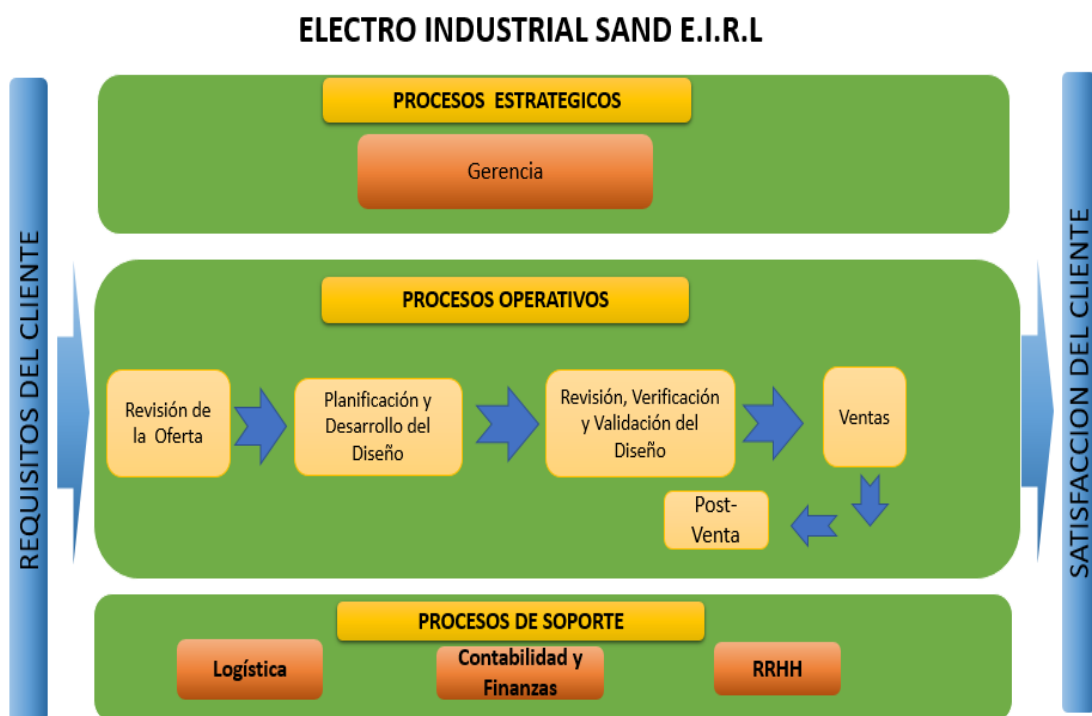 ELECTRO INDUSTRIAL SAND E.I.R.L
REQUISITOS DEL CLIENTE
PROCESOS ESTRATEGICOS
Gerencia
PROCESOS OPERATIVOS
Revisión de
la Oferta
Planificación y
Desarrollo del
Diseño
Revisión, Verificación
y Validación del
Diseño
Ventas
Post-
Venta
PROCESOS DE SOPORTE
Logística
Contabilidad y
Finanzas
RRHH
SATISFACCION DEL CLIENTE